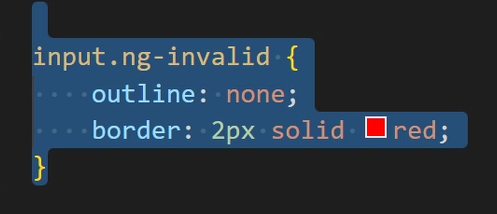 input.ng-invalid {
    outline: none;
    border: 2px solid red;
}